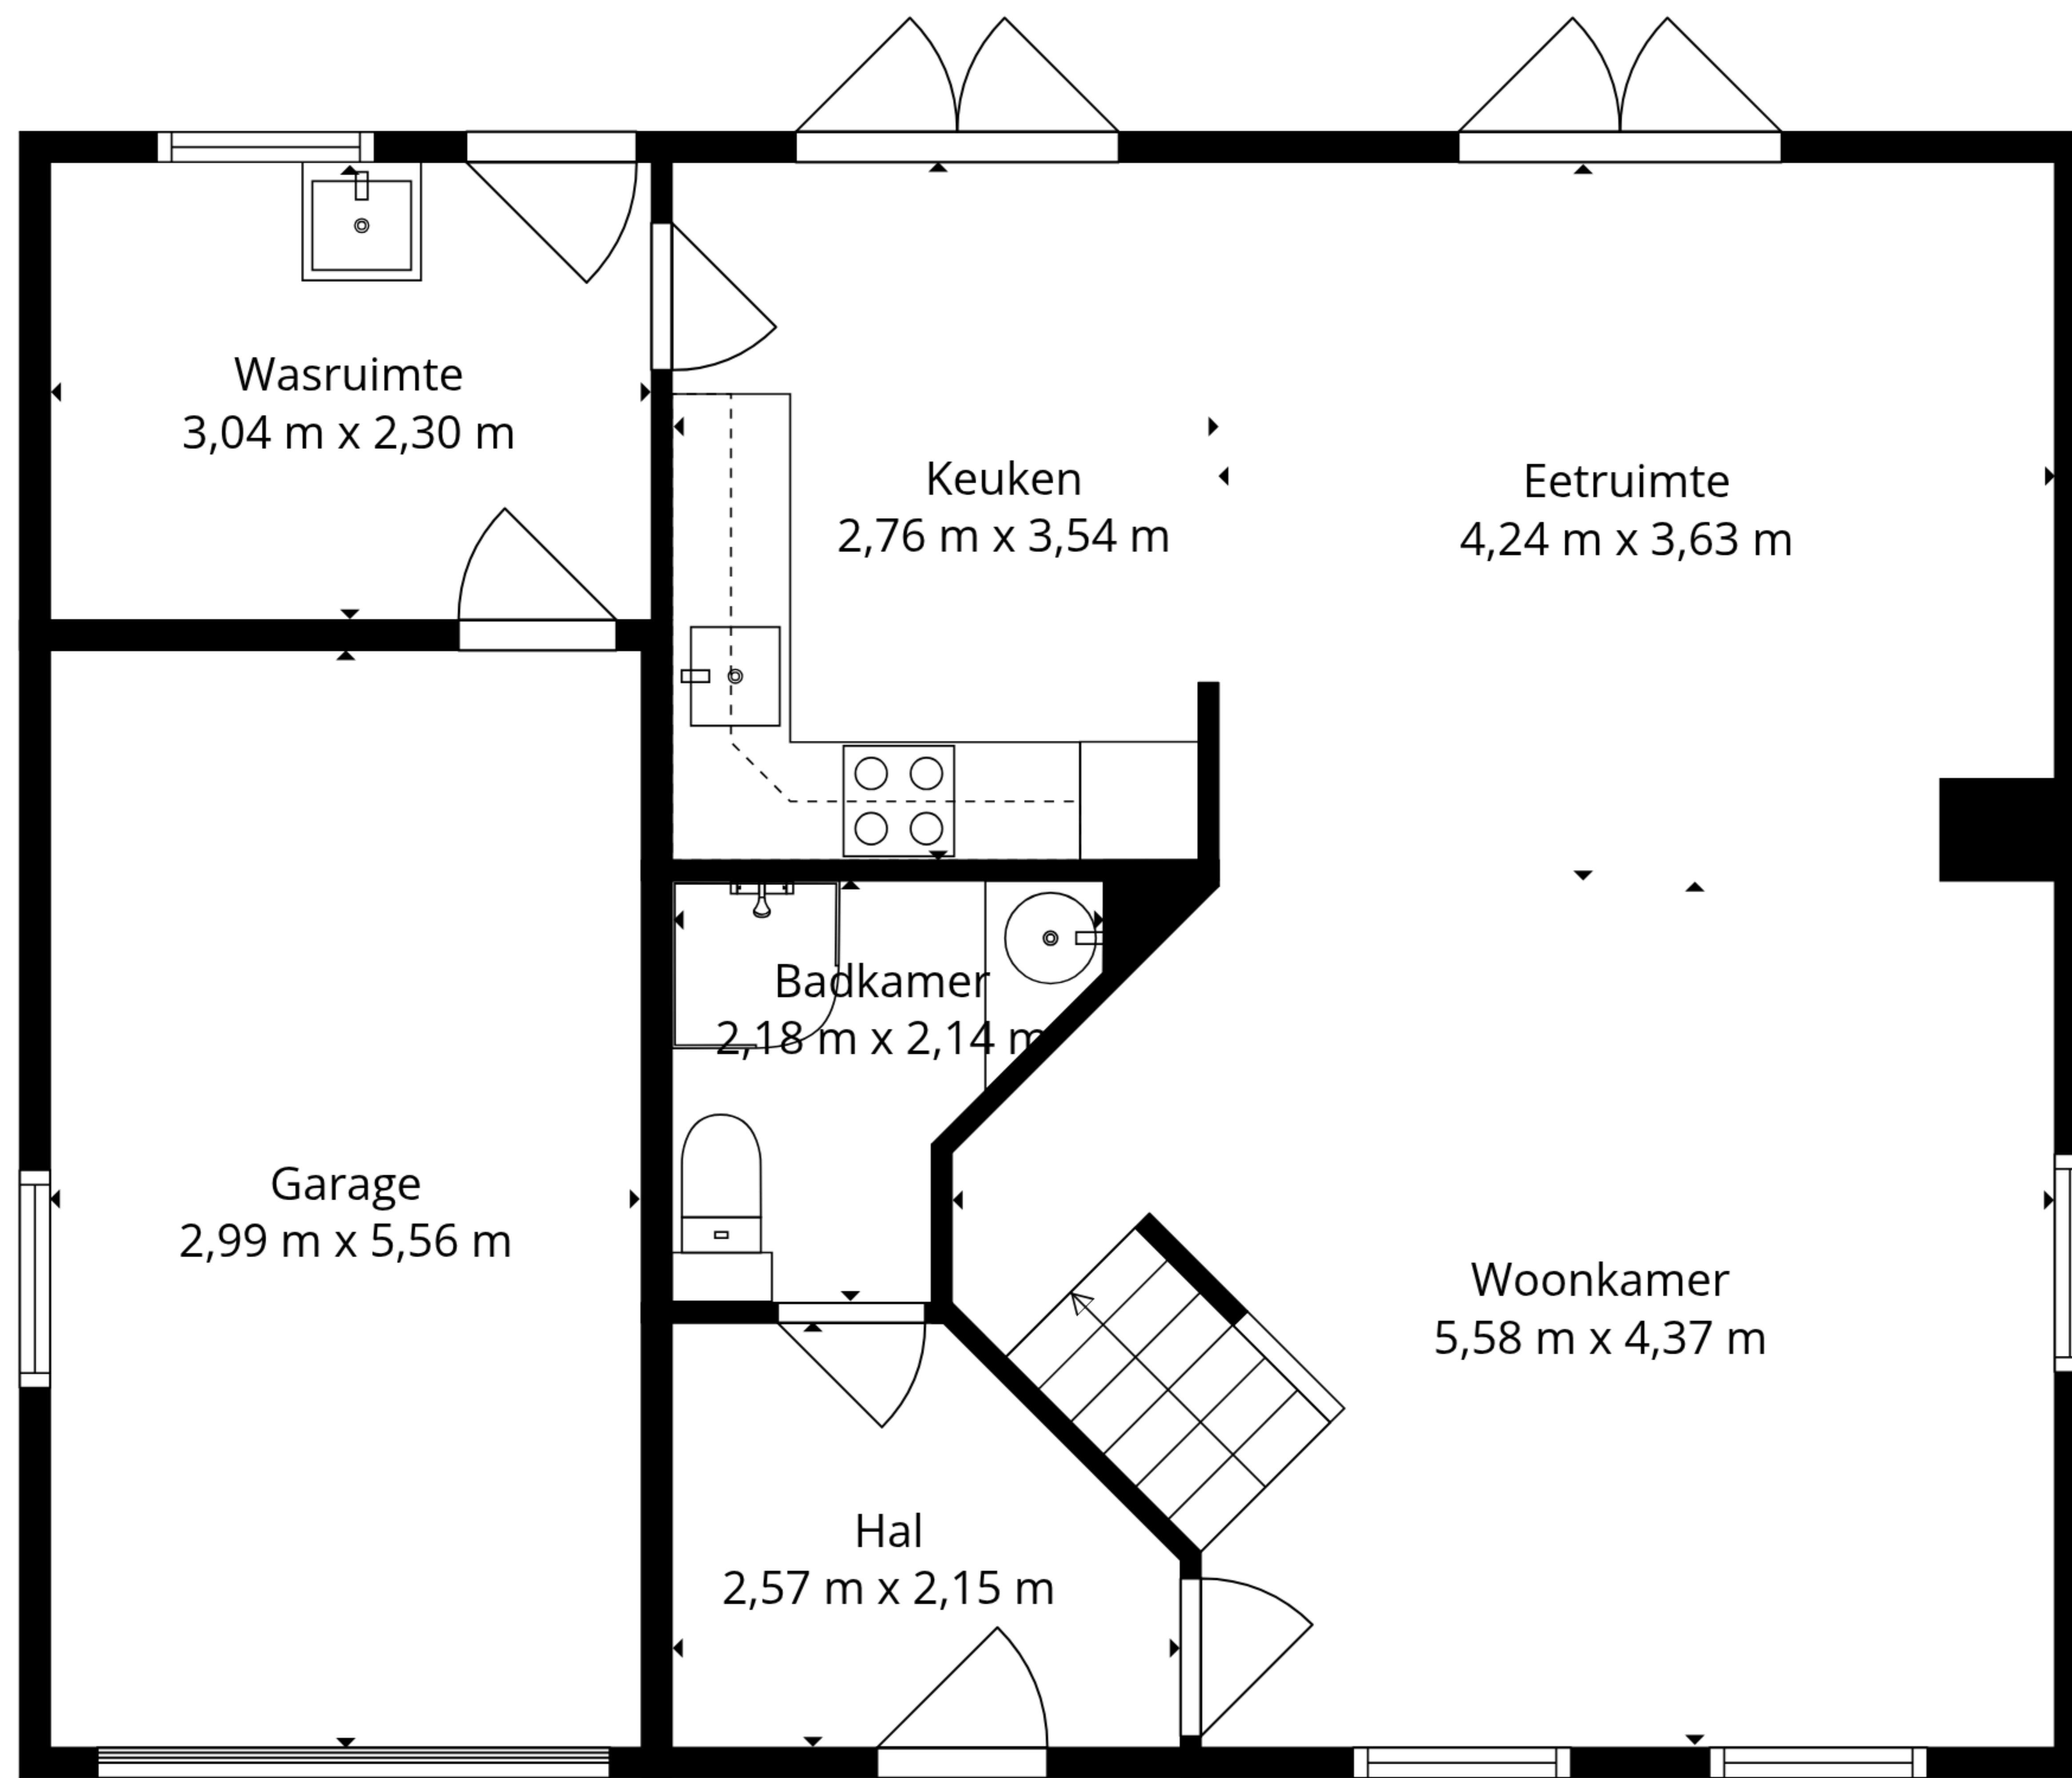 Wasruimte
3,04 m x 2,30 m
Keuken
2,76 m x 3,54 m
Eetruimte
4,24 m x 3,63 m
Badkamer
2,18 m x 2,14 m
Garage
2,99 m x 5,56 m
Woonkamer
5,58 m x 4,37 m
Hal
2,57 m x 2,15 m